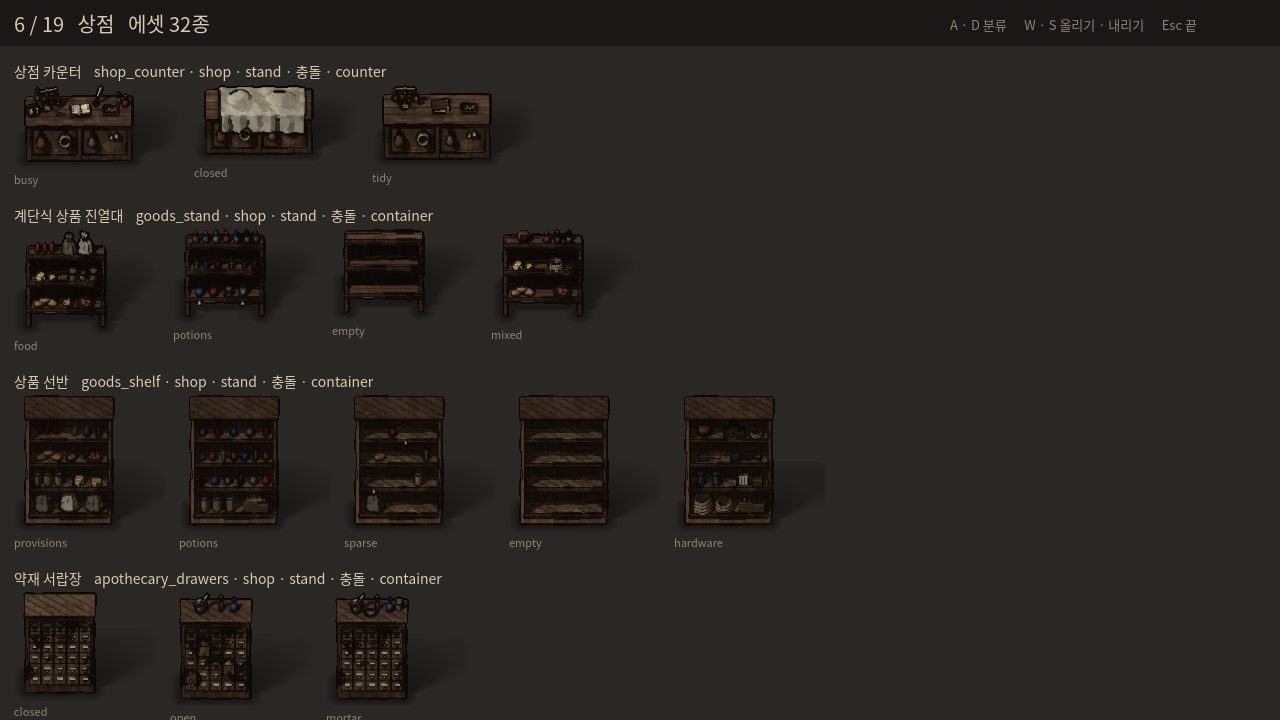 6 / 19 상점 에셋 32종
A · D 분류 W · S 올리기 · 내리기 Esc 끝
상점 카운터 shop_counter · shop · stand · 충돌 · counter
busy closed tidy
계단식 상품 진열대 goods_stand · shop · stand · 충돌 · container
food potions empty mixed
상품 선반 goods_shelf · shop · stand · 충돌 · container
provisions potions sparse empty hardware
약재 서랍장 apothecary_drawers · shop · stand · 충돌 · container
closed open mortar